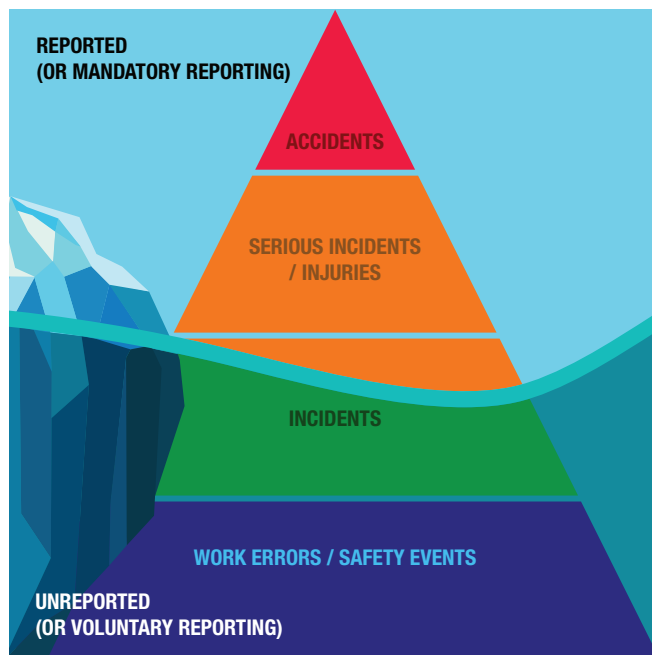 REPORTED
(OR MANDATORY REPORTING)
ACCIDENTS
SERIOUS INCIDENTS
/ INJURIES
INCIDENTS
WORK ERRORS / SAFETY EVENTS
UNREPORTED
(OR VOLUNTARY REPORTING)